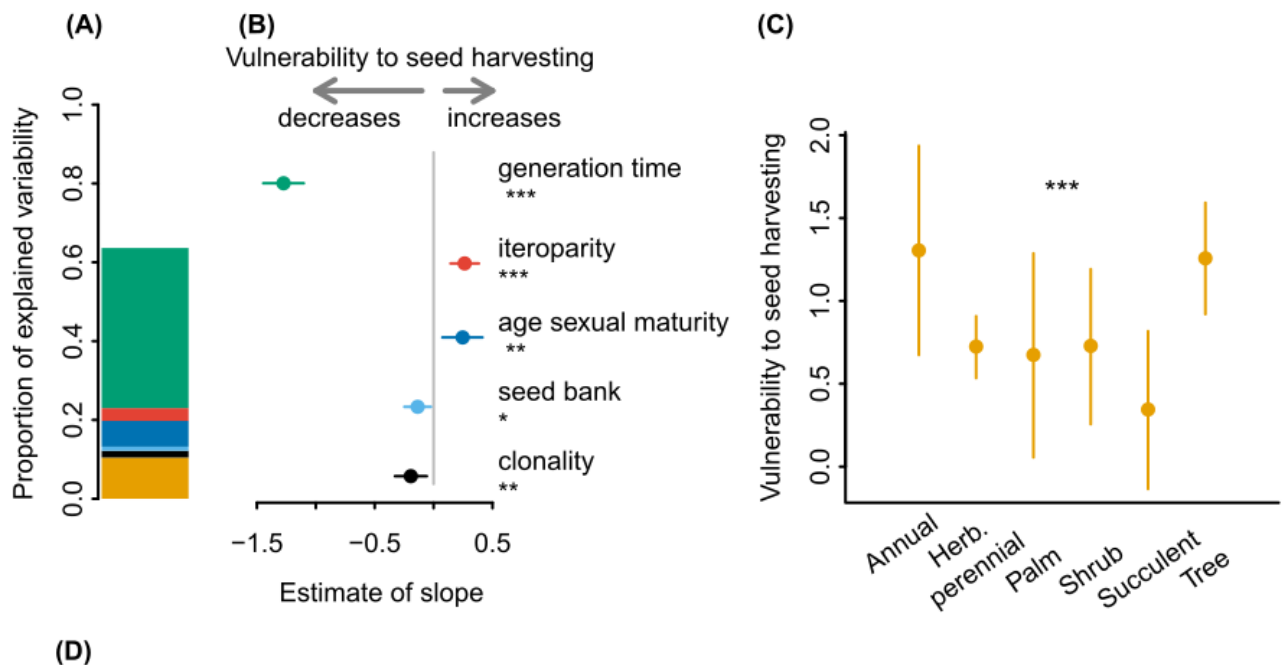 (A)
(B)
(C)
Vulnerability to seed harvesting
decreases
increases
Proportion of explained variability
1.0
0.8
0.6
0.4
0.2
0.0
generation time
***
iteroparity
***
age sexual maturity
**
seed bank
*
clonality
**
−1.5
−0.5
0.5
Estimate of slope
Vulnerability to seed harvesting
2.0
1.5
1.0
0.5
0.0
***
Annual
Herb.
perennial
Palm
Shrub
Succulent
Tree
(D)